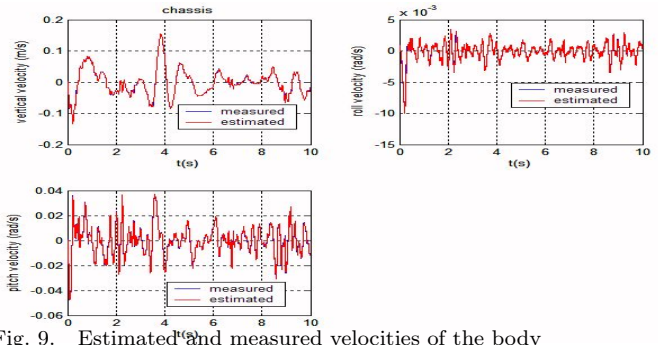 chassis
0.2
0.1
0
-0.1
-0.2
vertical velocity (m/s)
measured
estimated
0 2 4 6 8 10
t(s)
x 10⁻³
5
0
-5
-10
-15
roll velocity (rad/s)
measured
estimated
0 2 4 6 8 10
t(s)
0.04
0.02
0
-0.02
-0.04
-0.06
pitch velocity (rad/s)
measured
estimated
0 2 4 6 8 10
t(s)
Fig. 9. Estimated and measured velocities of the body